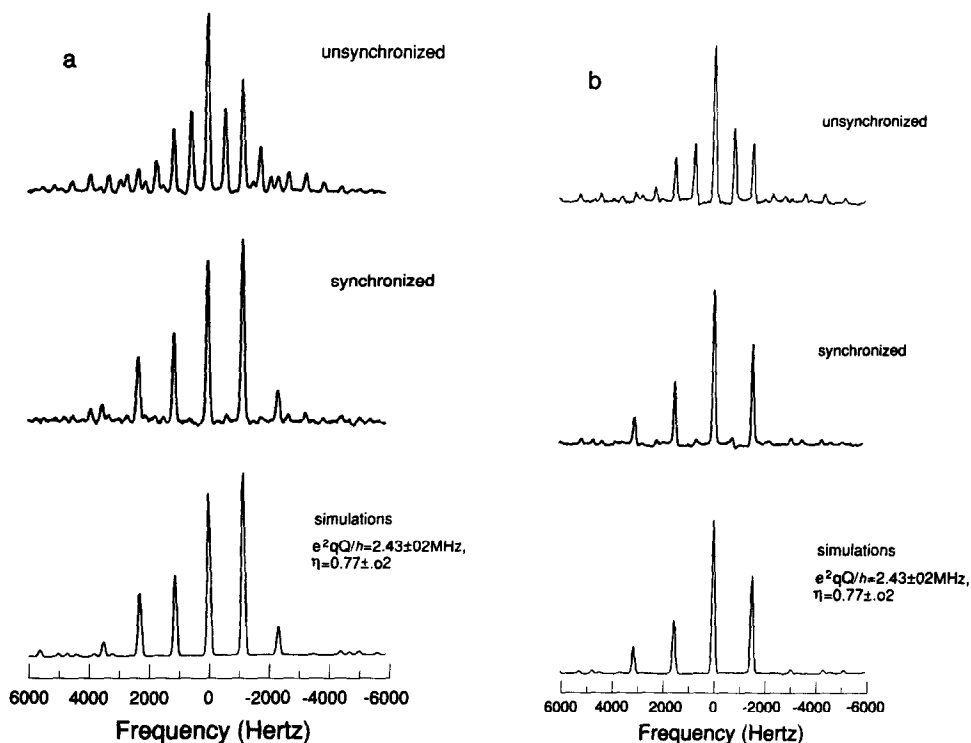 a
unsynchronized
synchronized
simulations
e²qQ/h=2.43±02MHz,
η=0.77±.o2
6000 4000 2000 0 -2000 -4000 -6000
Frequency (Hertz)
b
unsynchronized
synchronized
simulations
e²qQ/h=2.43±02MHz,
η=0.77±.o2
6000 4000 2000 0 -2000 -4000 -6000
Frequency (Hertz)